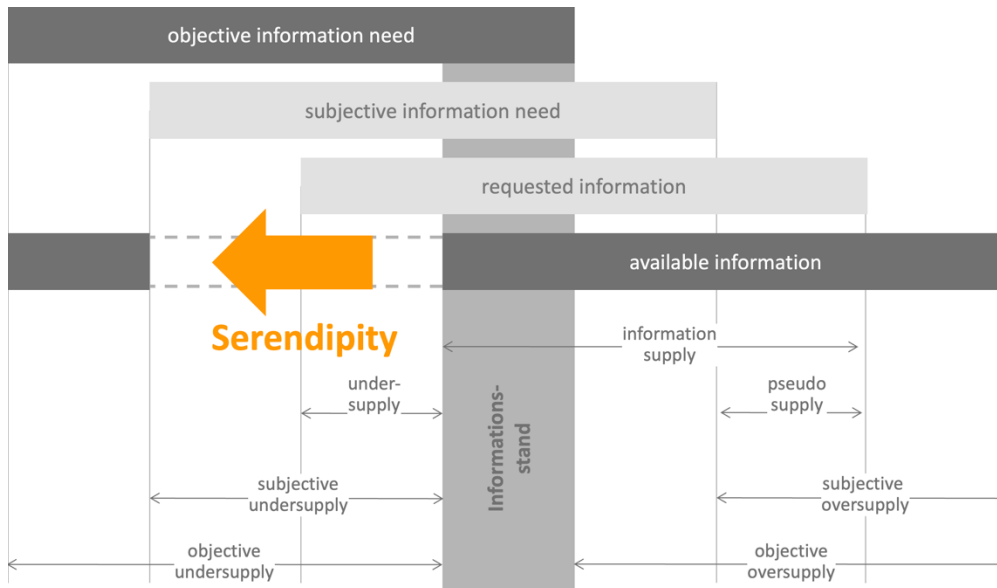 objective information need
subjective information need
requested information
available information
Serendipity
information
supply
under-
supply
pseudo
supply
Informations-
stand
subjective
undersupply
subjective
oversupply
objective
undersupply
objective
oversupply